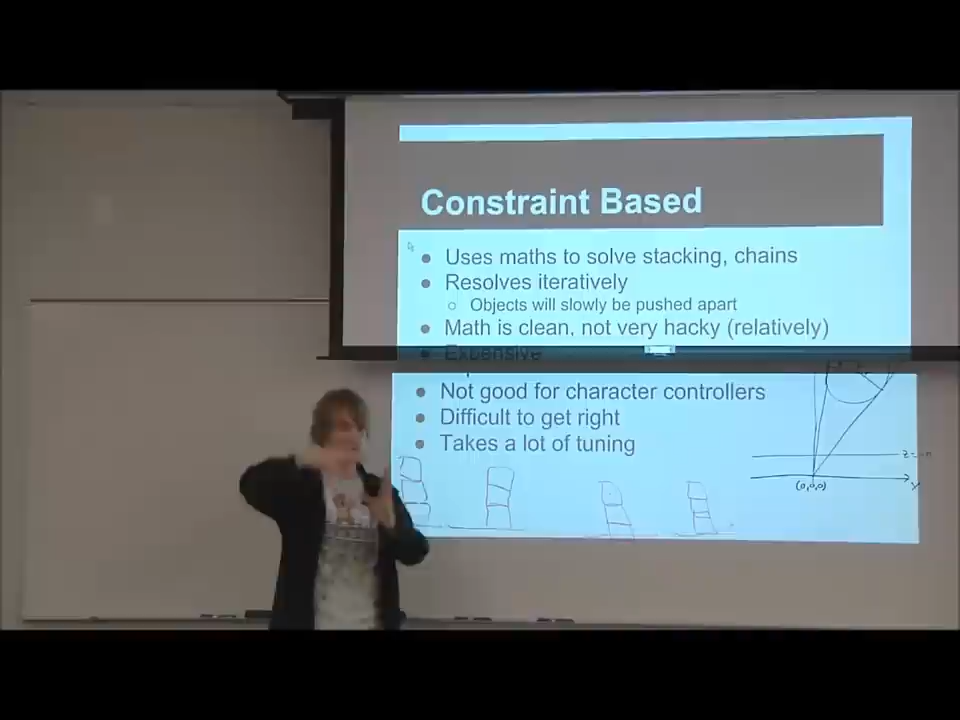 Constraint Based
● Uses maths to solve stacking, chains
● Resolves iteratively
○ Objects will slowly be pushed apart
● Math is clean, not very hacky (relatively)
● Expensive
● Not good for character controllers
● Difficult to get right
● Takes a lot of tuning
(0,0,0)
y